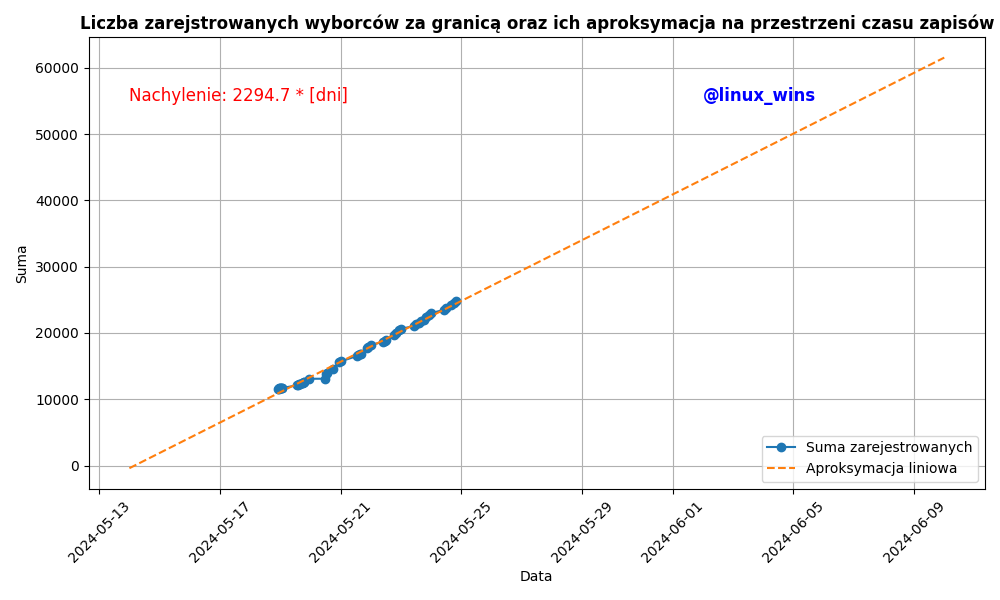 Liczba zarejstrowanych wyborców za granicą oraz ich aproksymacja na przestrzeni czasu zapisów
Nachylenie: 2294.7 * [dni]
@linux_wins
60000
50000
40000
30000
20000
10000
0
Suma
Suma zarejestrowanych
Aproksymacja liniowa
2024-05-13
2024-05-17
2024-05-21
2024-05-25
2024-05-29
2024-06-01
2024-06-05
2024-06-09
Data